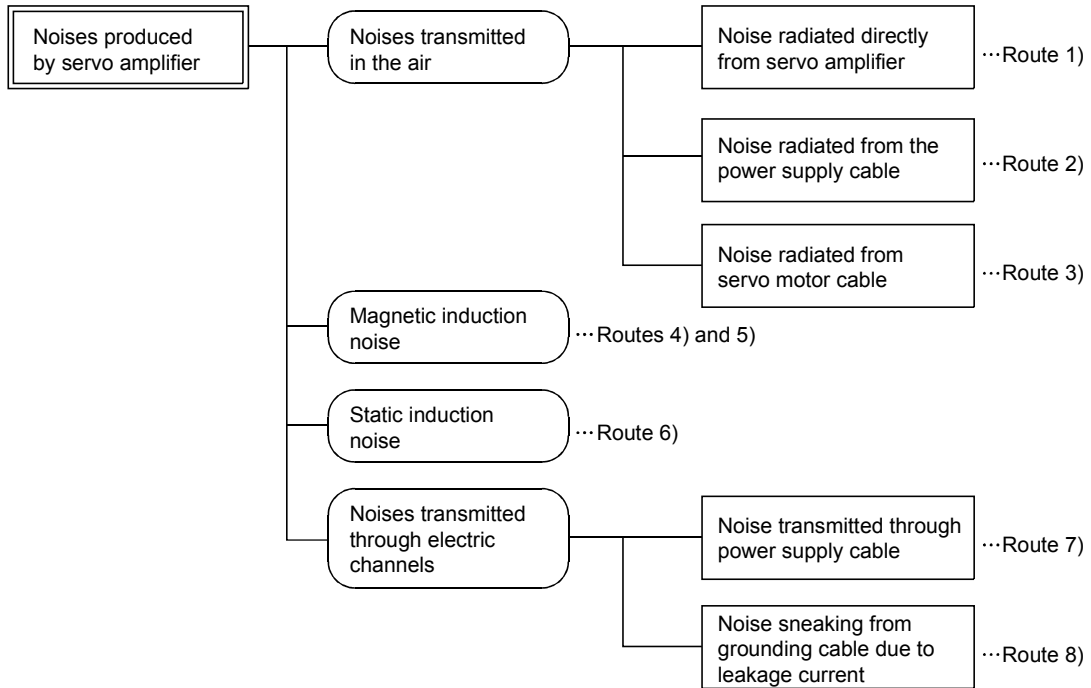 Noises produced
by servo amplifier
Noises transmitted
in the air
Noise radiated directly
from servo amplifier
…Route 1)
Noise radiated from the
power supply cable
…Route 2)
Noise radiated from
servo motor cable
…Route 3)
Magnetic induction
noise
…Routes 4) and 5)
Static induction
noise
…Route 6)
Noises transmitted
through electric
channels
Noise transmitted through
power supply cable
…Route 7)
Noise sneaking from
grounding cable due to
leakage current
…Route 8)